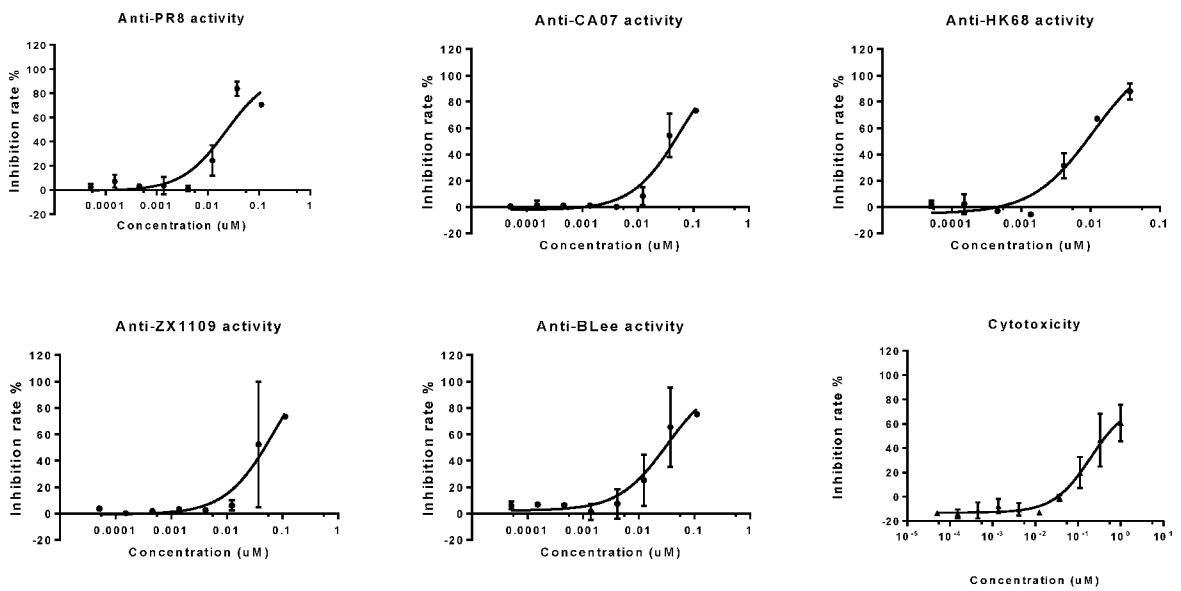 Anti-PR8 activity
Inhibition rate %
120
100
80
60
40
20
0
-20
0.0001 0.001 0.01 0.1 1
Concentration (uM)
Anti-CA07 activity
Inhibition rate %
120
100
80
60
40
20
0
-20
0.0001 0.001 0.01 0.1 1
Concentration (uM)
Anti-HK68 activity
Inhibition rate %
120
100
80
60
40
20
0
-20
0.0001 0.001 0.01 0.1
Concentration (uM)
Anti-ZX1109 activity
Inhibition rate %
120
100
80
60
40
20
0
-20
0.0001 0.001 0.01 0.1 1
Concentration (uM)
Anti-BLee activity
Inhibition rate %
120
100
80
60
40
20
0
-20
0.0001 0.001 0.01 0.1 1
Concentration (uM)
Cytotoxicity
Inhibition rate %
120
100
80
60
40
20
0
-20
10⁻⁵ 10⁻⁴ 10⁻³ 10⁻² 10⁻¹ 10⁰ 10¹
Concentration (uM)